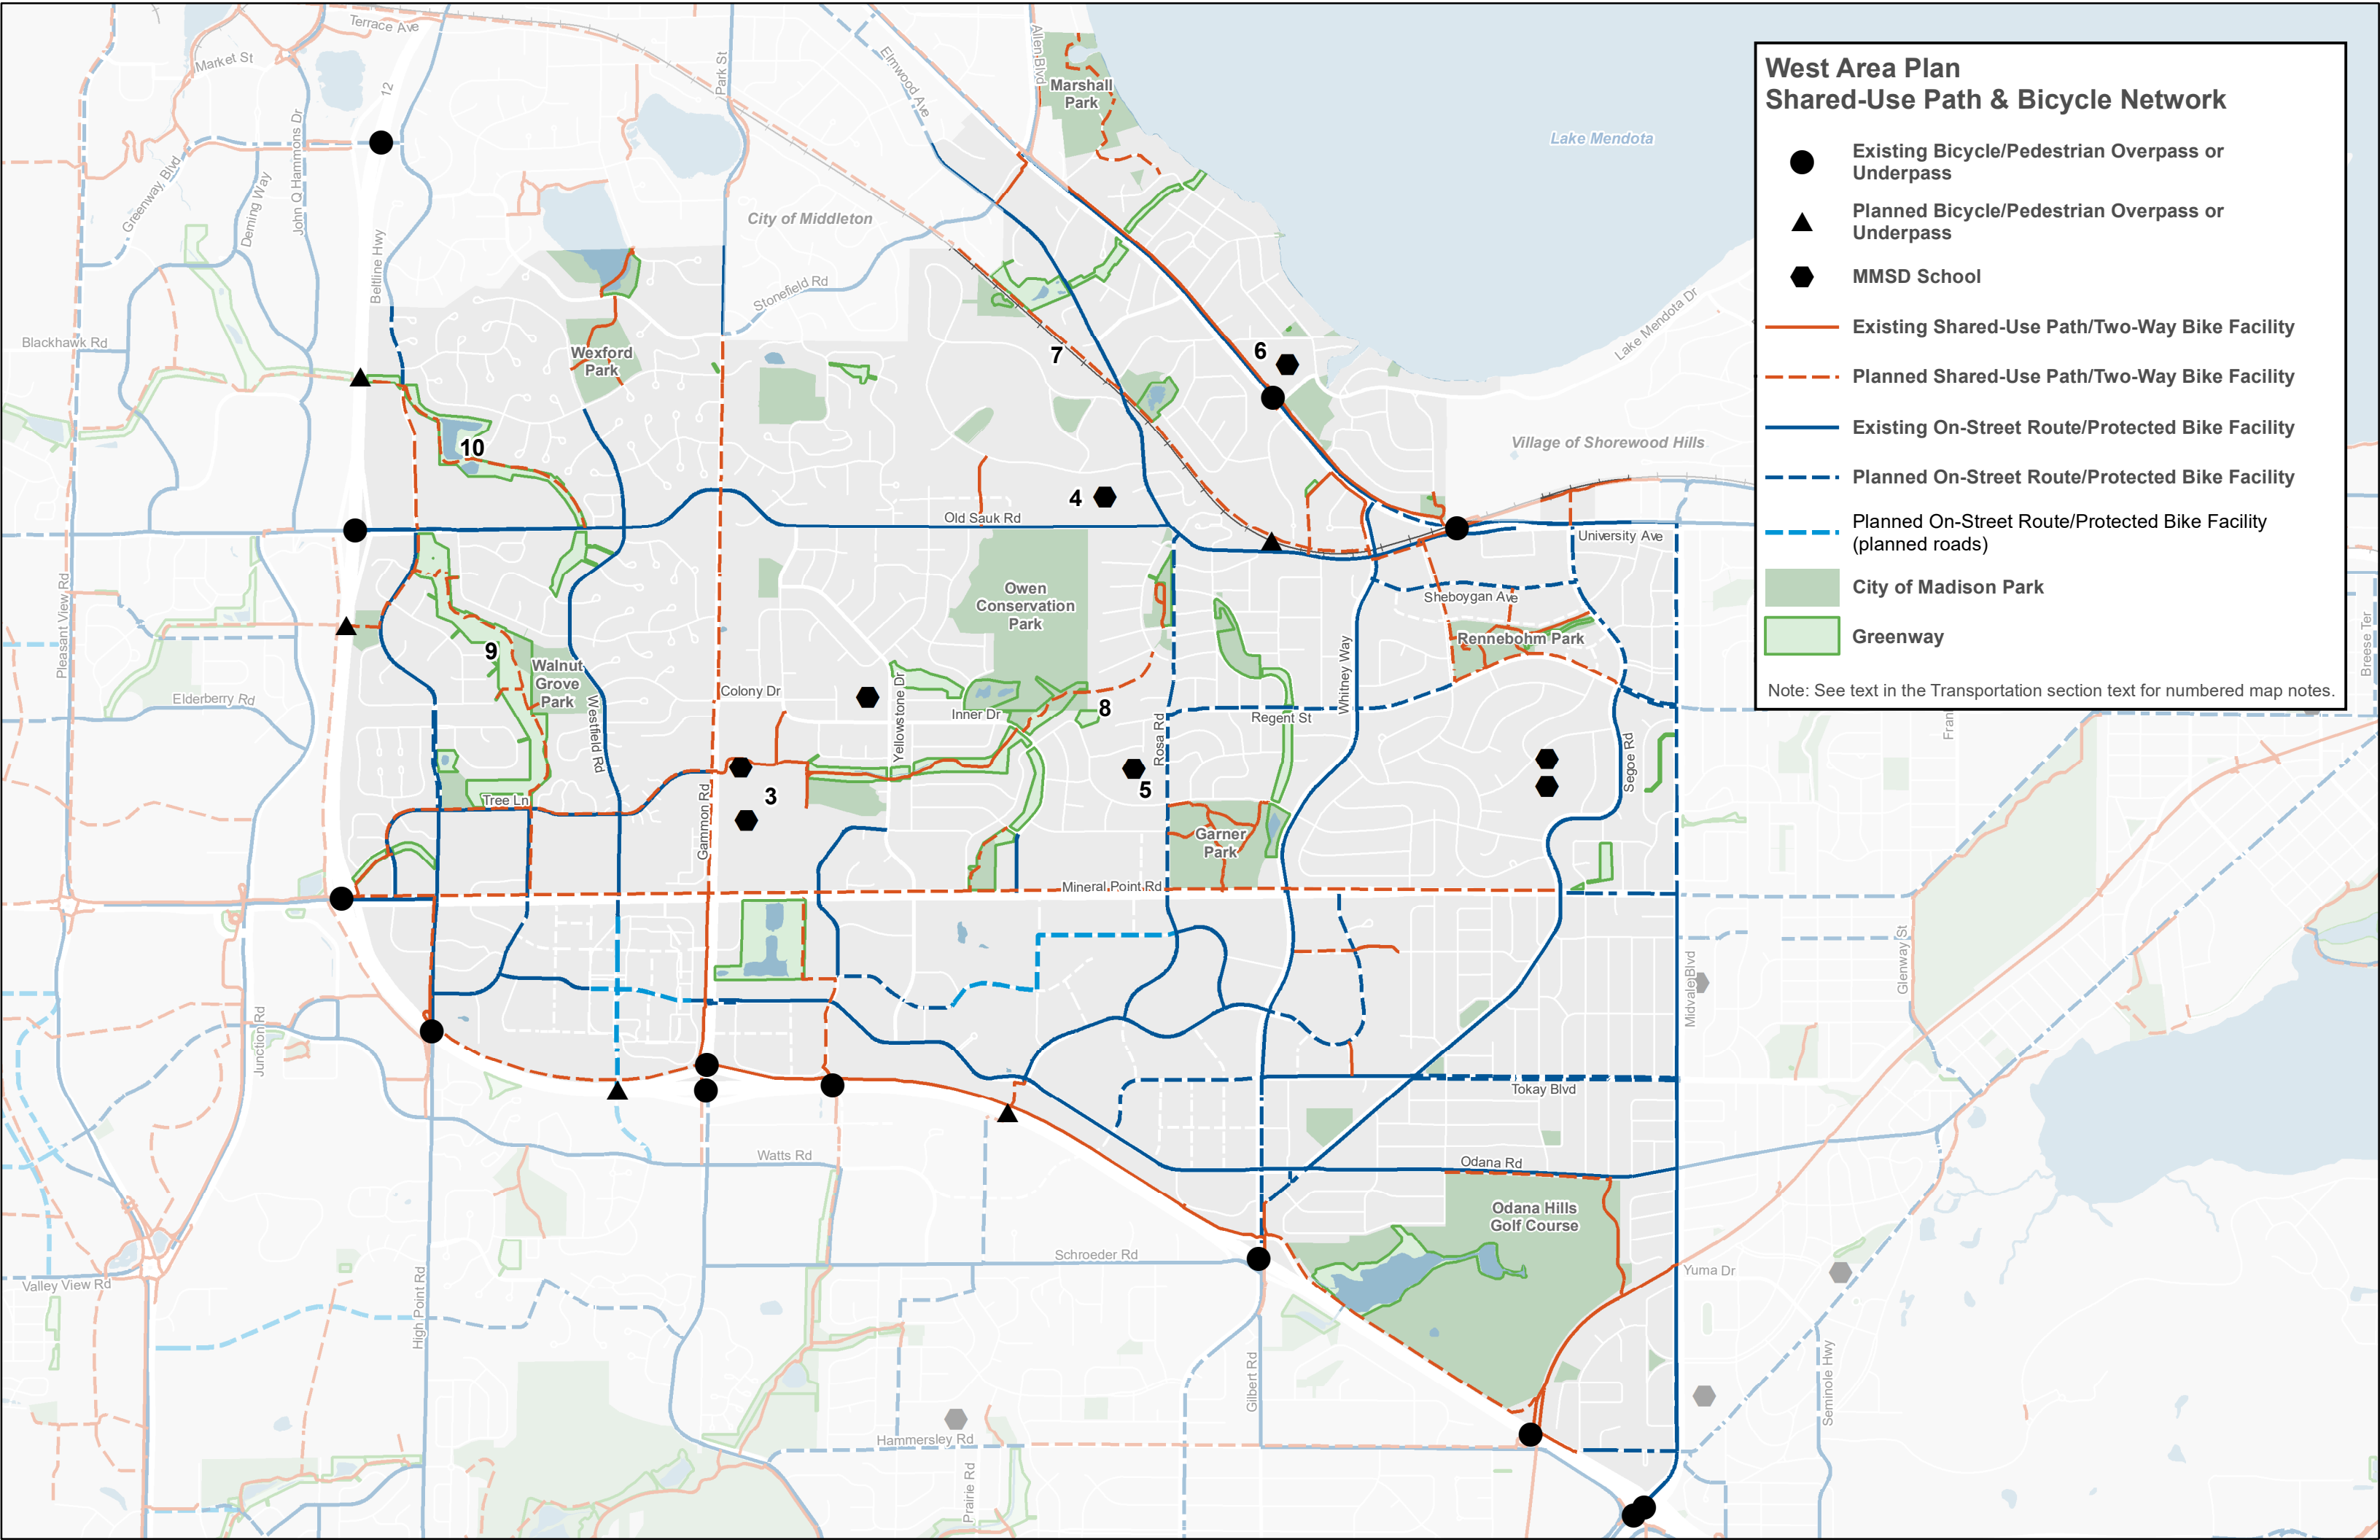 West Area Plan
Shared-Use Path & Bicycle Network
Existing Bicycle/Pedestrian Overpass or
Underpass
Planned Bicycle/Pedestrian Overpass or
Underpass
MMSD School
Existing Shared-Use Path/Two-Way Bike Facility
Planned Shared-Use Path/Two-Way Bike Facility
Existing On-Street Route/Protected Bike Facility
Planned On-Street Route/Protected Bike Facility
Planned On-Street Route/Protected Bike Facility
(planned roads)
City of Madison Park
Greenway
Note: See text in the Transportation section text for numbered map notes.
Terrace Ave
Market St
12
Park St
Elmwood Ave
Allen Blvd
Marshall
Park
Lake Mendota
Greenway Blvd
Deming Way
John Q Hammons Dr
Beltline Hwy
City of Middleton
Stonefield Rd
Lake Mendota Dr
Blackhawk Rd
Wexford
Park
7
6
10
4
Village of Shorewood Hills
Old Sauk Rd
University Ave
Pleasant View Rd
Owen
Conservation
Park
Sheboygan Ave
Rennebohm Park
Breese Ter
9
Walnut
Grove
Park
Elderberry Rd
Westfield Rd
Colony Dr
Yellowstone Dr
Inner Dr
8
Rosa Rd
Regent St
Whitney Way
Segoe Rd
Fran
3
5
Tree Ln
Gammon Rd
Garner
Park
Mineral Point Rd
Midvale Blvd
Glenway St
Junction Rd
Tokay Blvd
Watts Rd
Odana Rd
Odana Hills
Golf Course
Schroeder Rd
Valley View Rd
High Point Rd
Yuma Dr
Gilbert Rd
Seminole Hwy
Hammersley Rd
Prairie Rd